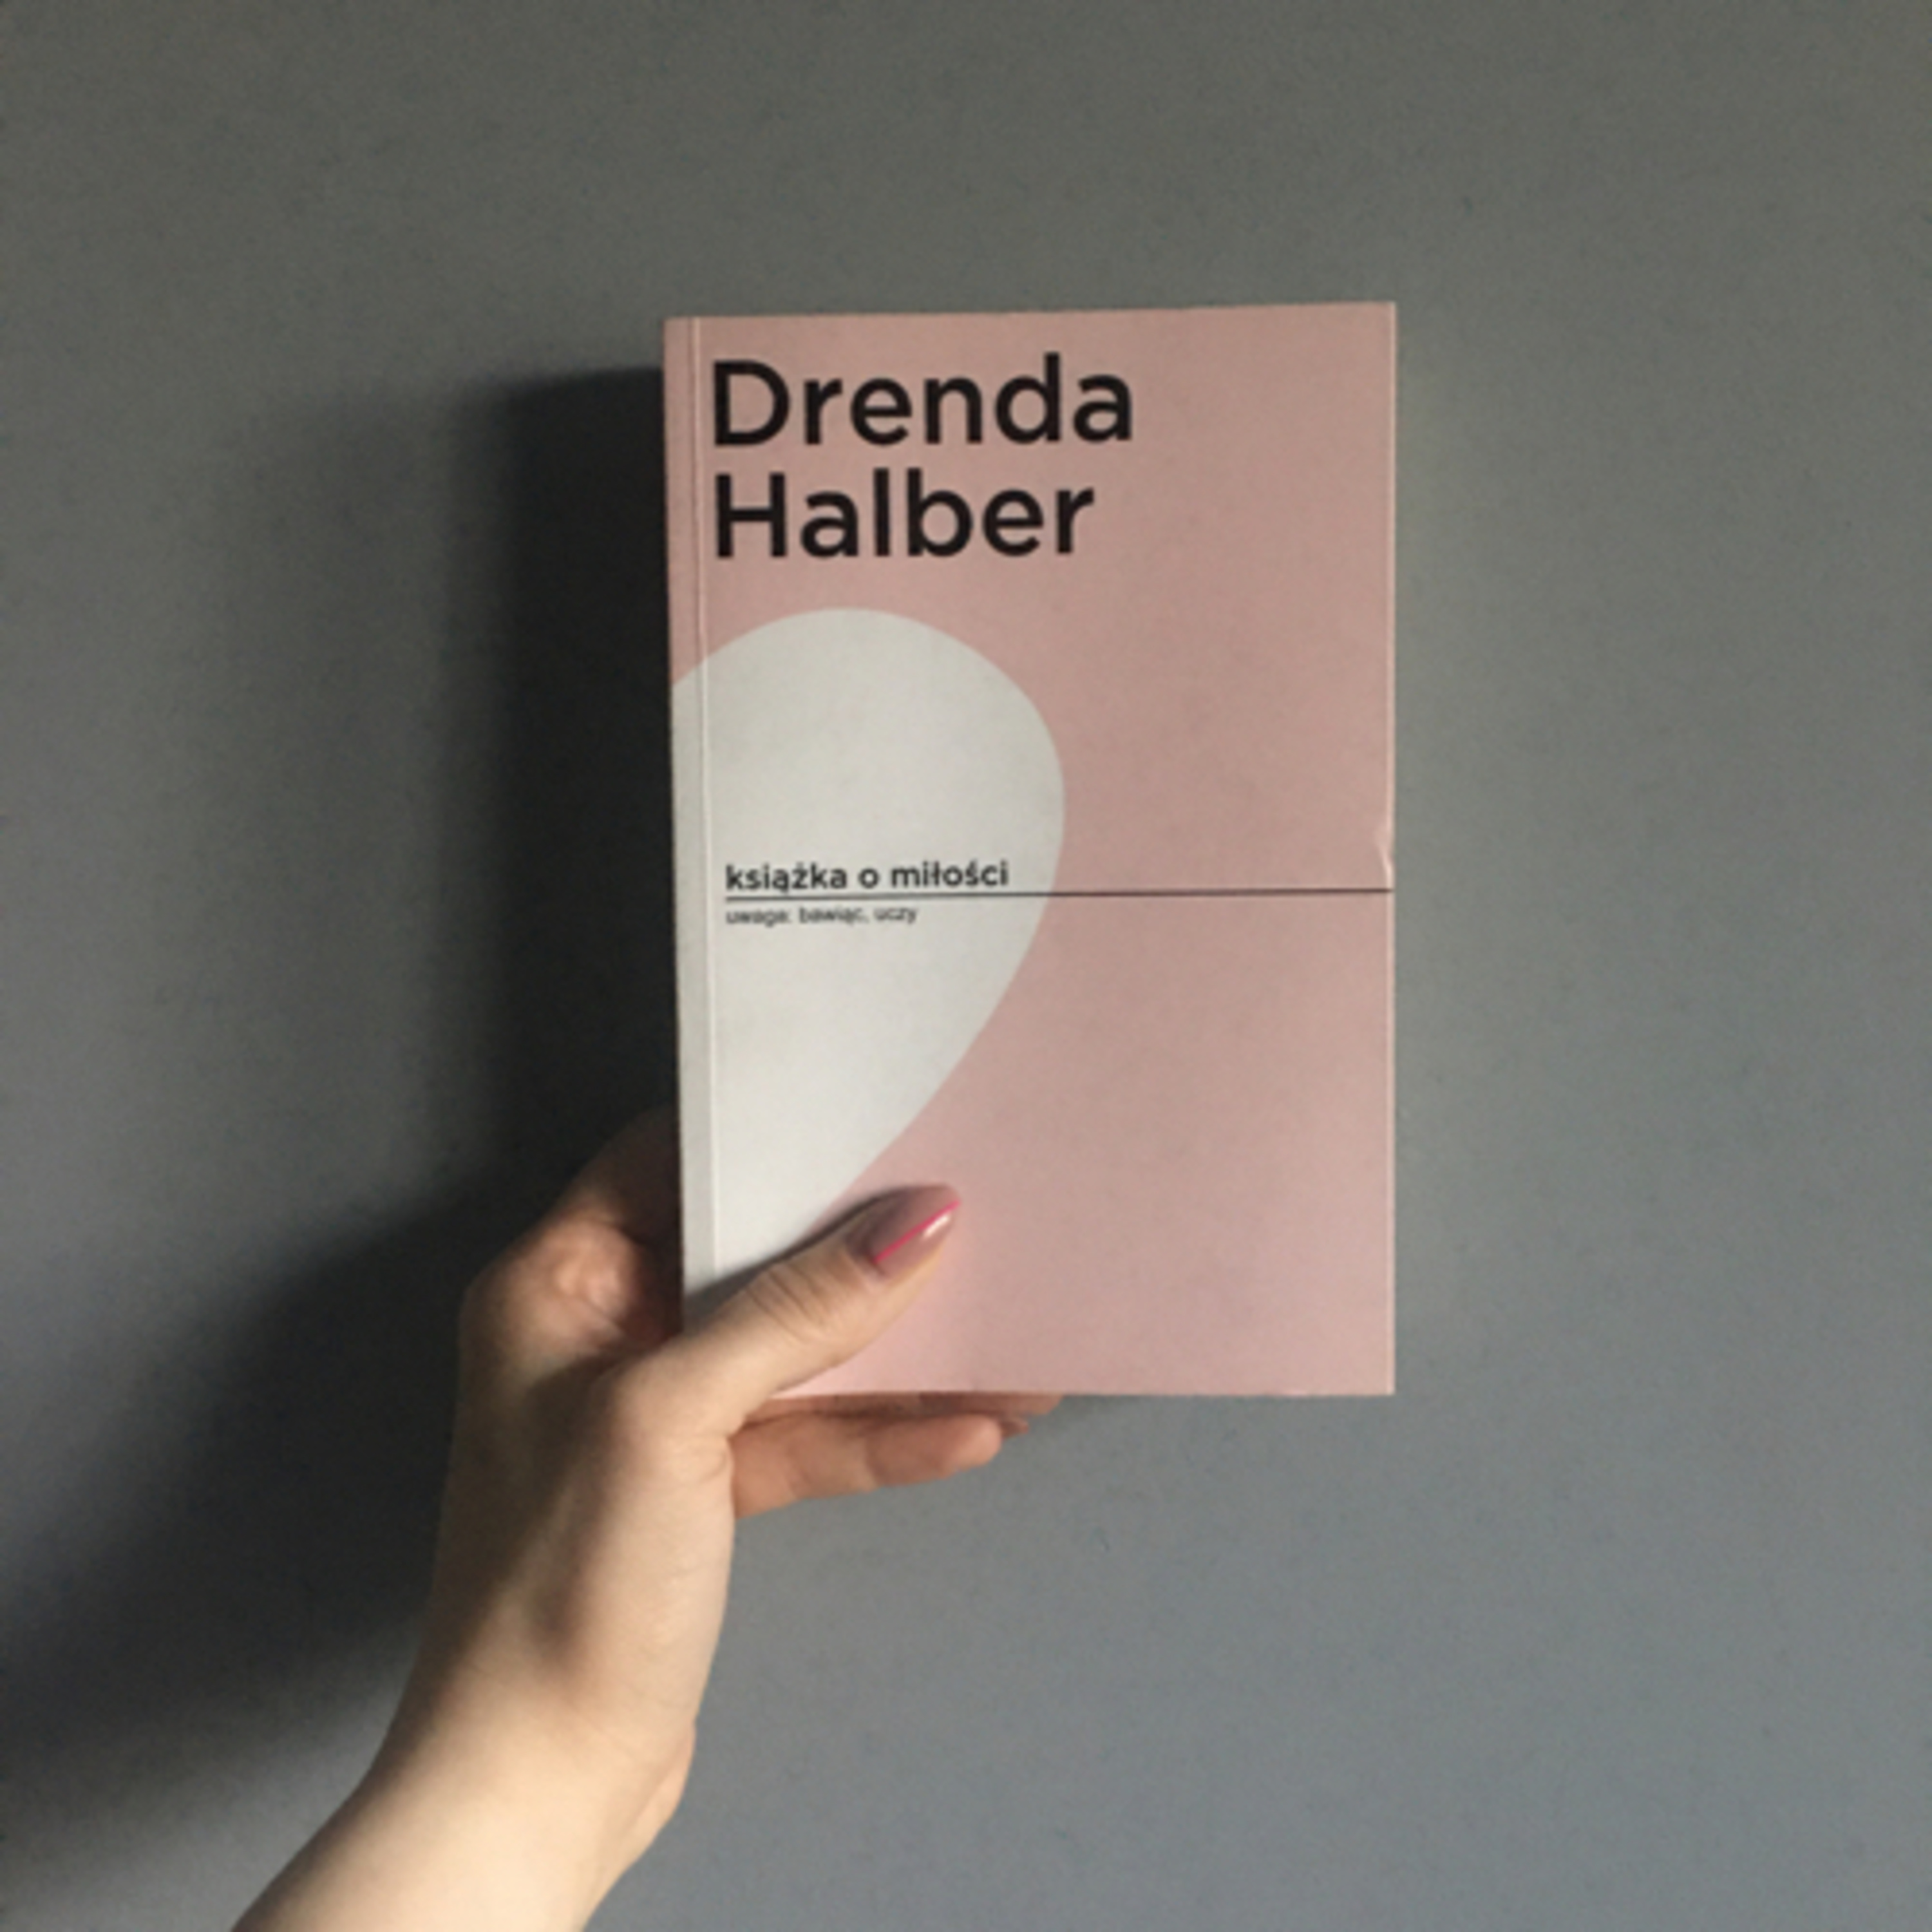 Drenda
Halber
książka o miłości
uwaga: bawiąc, uczy